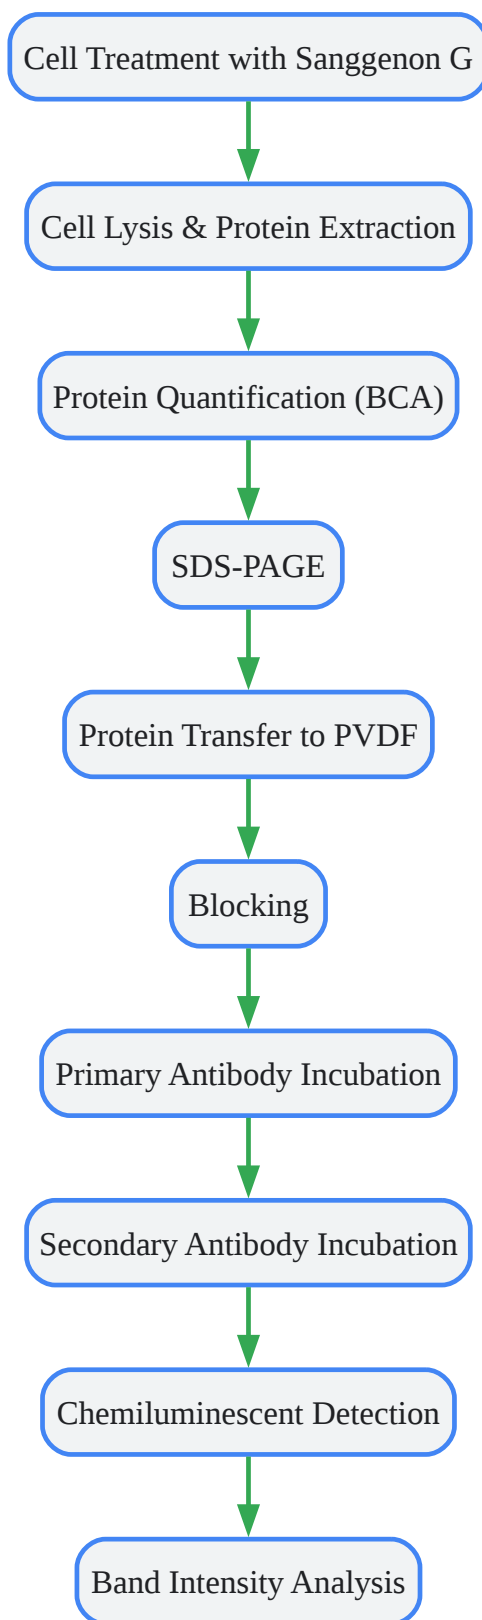 Cell Treatment with Sanggenon G
Cell Lysis & Protein Extraction
Protein Quantification (BCA)
SDS-PAGE
Protein Transfer to PVDF
Blocking
Primary Antibody Incubation
Secondary Antibody Incubation
Chemiluminescent Detection
Band Intensity Analysis